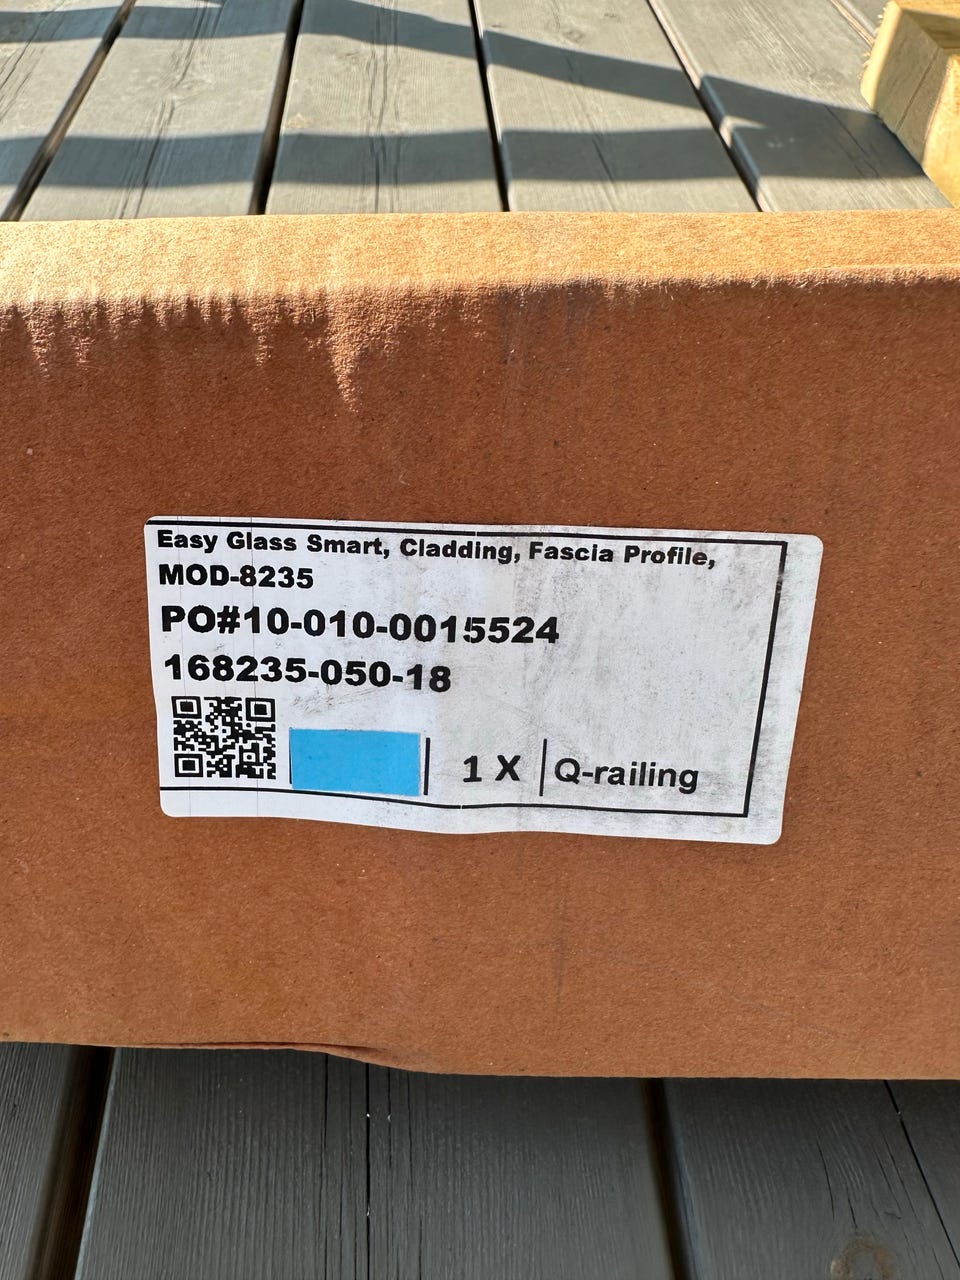 Easy Glass Smart, Cladding, Fascia Profile,
MOD-8235
PO#10-010-0015524
168235-050-18
1 X Q-railing